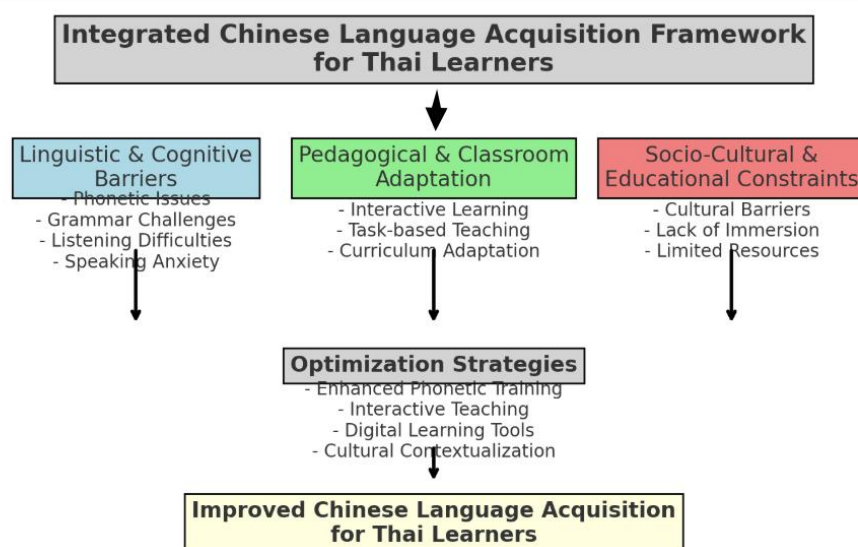 Integrated Chinese Language Acquisition Framework
for Thai Learners
Linguistic & Cognitive
Barriers
- Phonetic Issues
- Grammar Challenges
- Listening Difficulties
- Speaking Anxiety
Pedagogical & Classroom
Adaptation
- Interactive Learning
- Task-based Teaching
- Curriculum Adaptation
Socio-Cultural &
Educational Constraints
- Cultural Barriers
- Lack of Immersion
- Limited Resources
Optimization Strategies
- Enhanced Phonetic Training
- Interactive Teaching
- Digital Learning Tools
- Cultural Contextualization
Improved Chinese Language Acquisition
for Thai Learners